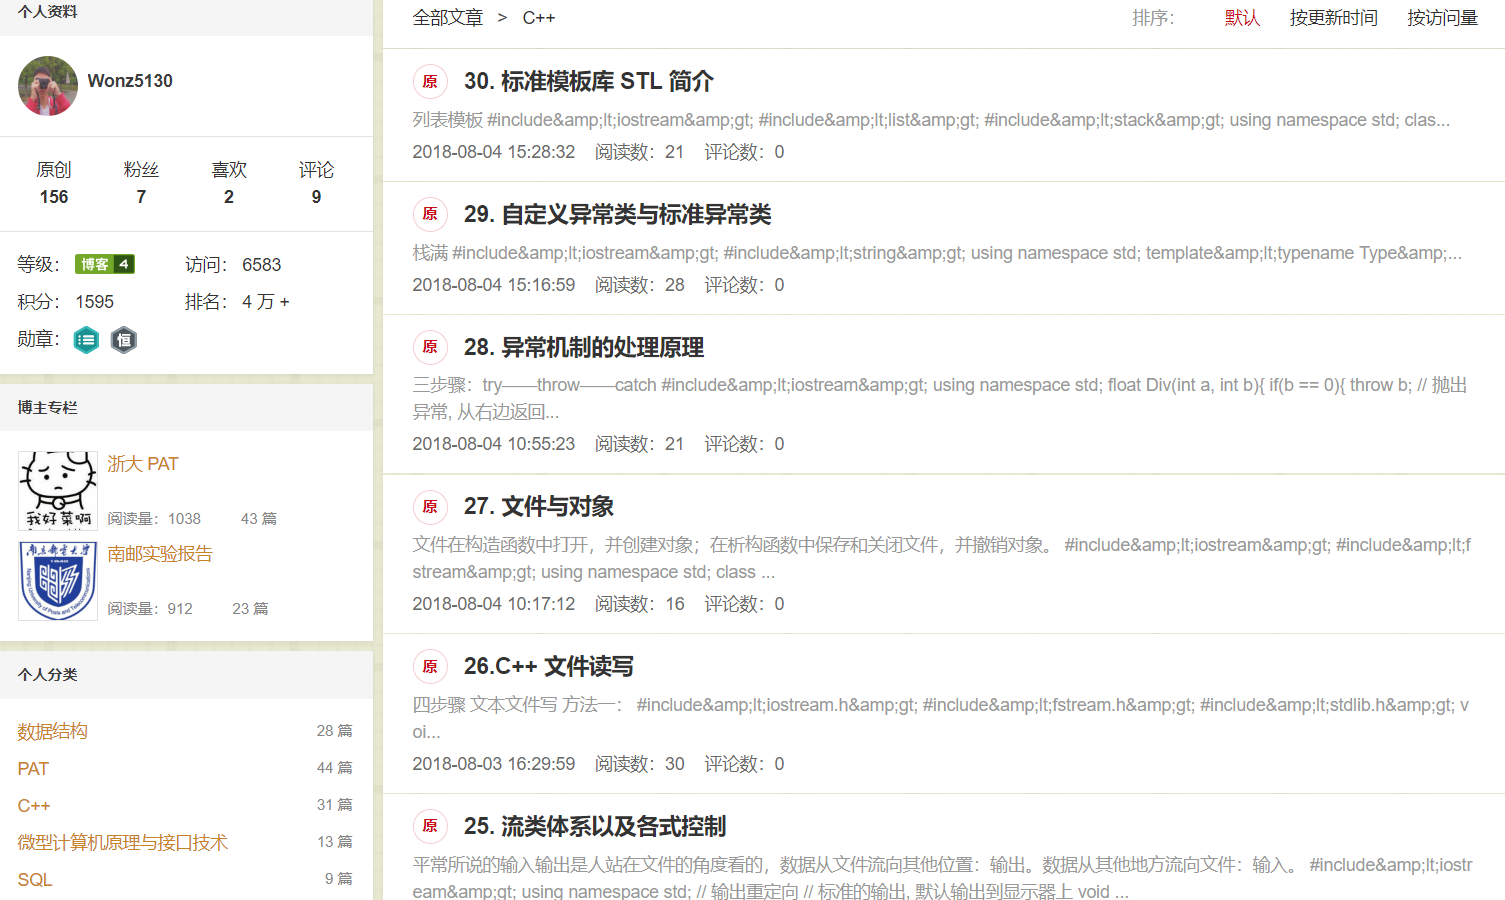 个人资料
Wonz5130
原创 粉丝 喜欢 评论
156 7 2 9
等级： 博客 4 访问： 6583
积分： 1595 排名： 4 万 +
勋章： 恒
博主专栏
浙大 PAT
我好菜啊
阅读量：1038 43 篇
南邮实验报告
阅读量：912 23 篇
个人分类
数据结构 28 篇
PAT 44 篇
C++ 31 篇
微型计算机原理与接口技术 13 篇
SQL 9 篇
全部文章 > C++ 排序： 默认 按更新时间 按访问量
原 30. 标准模板库 STL 简介
列表模板 #include&amp;lt;iostream&amp;gt; #include&amp;lt;list&amp;gt; #include&amp;lt;stack&amp;gt; using namespace std; clas...
2018-08-04 15:28:32 阅读数：21 评论数：0
原 29. 自定义异常类与标准异常类
栈满 #include&amp;lt;iostream&amp;gt; #include&amp;lt;string&amp;gt; using namespace std; template&amp;lt;typename Type&amp;...
2018-08-04 15:16:59 阅读数：28 评论数：0
原 28. 异常机制的处理原理
三步骤：try——throw——catch #include&amp;lt;iostream&amp;gt; using namespace std; float Div(int a, int b){ if(b == 0){ throw b; // 抛出
异常, 从右边返回...
2018-08-04 10:55:23 阅读数：21 评论数：0
原 27. 文件与对象
文件在构造函数中打开，并创建对象；在析构函数中保存和关闭文件，并撤销对象。 #include&amp;lt;iostream&amp;gt; #include&amp;lt;f
stream&amp;gt; using namespace std; class ...
2018-08-04 10:17:12 阅读数：16 评论数：0
原 26.C++ 文件读写
四步骤 文本文件写 方法一： #include&amp;lt;iostream.h&amp;gt; #include&amp;lt;fstream.h&amp;gt; #include&amp;lt;stdlib.h&amp;gt; v
oi...
2018-08-03 16:29:59 阅读数：30 评论数：0
原 25. 流类体系以及各式控制
平常所说的输入输出是人站在文件的角度看的，数据从文件流向其他位置：输出。数据从其他地方流向文件：输入。 #include&amp;lt;iostr
eam&amp;gt; using namespace std; // 输出重定向 // 标准的输出, 默认输出到显示器上 void ...